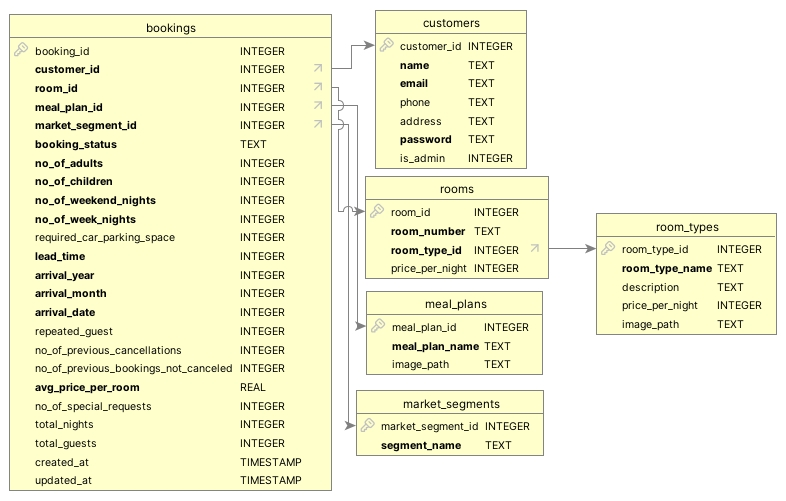 bookings
booking_id INTEGER
customer_id INTEGER
room_id INTEGER
meal_plan_id INTEGER
market_segment_id INTEGER
booking_status TEXT
no_of_adults INTEGER
no_of_children INTEGER
no_of_weekend_nights INTEGER
no_of_week_nights INTEGER
required_car_parking_space INTEGER
lead_time INTEGER
arrival_year INTEGER
arrival_month INTEGER
arrival_date INTEGER
repeated_guest INTEGER
no_of_previous_cancellations INTEGER
no_of_previous_bookings_not_canceled INTEGER
avg_price_per_room REAL
no_of_special_requests INTEGER
total_nights INTEGER
total_guests INTEGER
created_at TIMESTAMP
updated_at TIMESTAMP
customers
customer_id INTEGER
name TEXT
email TEXT
phone TEXT
address TEXT
password TEXT
is_admin INTEGER
rooms
room_id INTEGER
room_number TEXT
room_type_id INTEGER
price_per_night INTEGER
room_types
room_type_id INTEGER
room_type_name TEXT
description TEXT
price_per_night INTEGER
image_path TEXT
meal_plans
meal_plan_id INTEGER
meal_plan_name TEXT
image_path TEXT
market_segments
market_segment_id INTEGER
segment_name TEXT